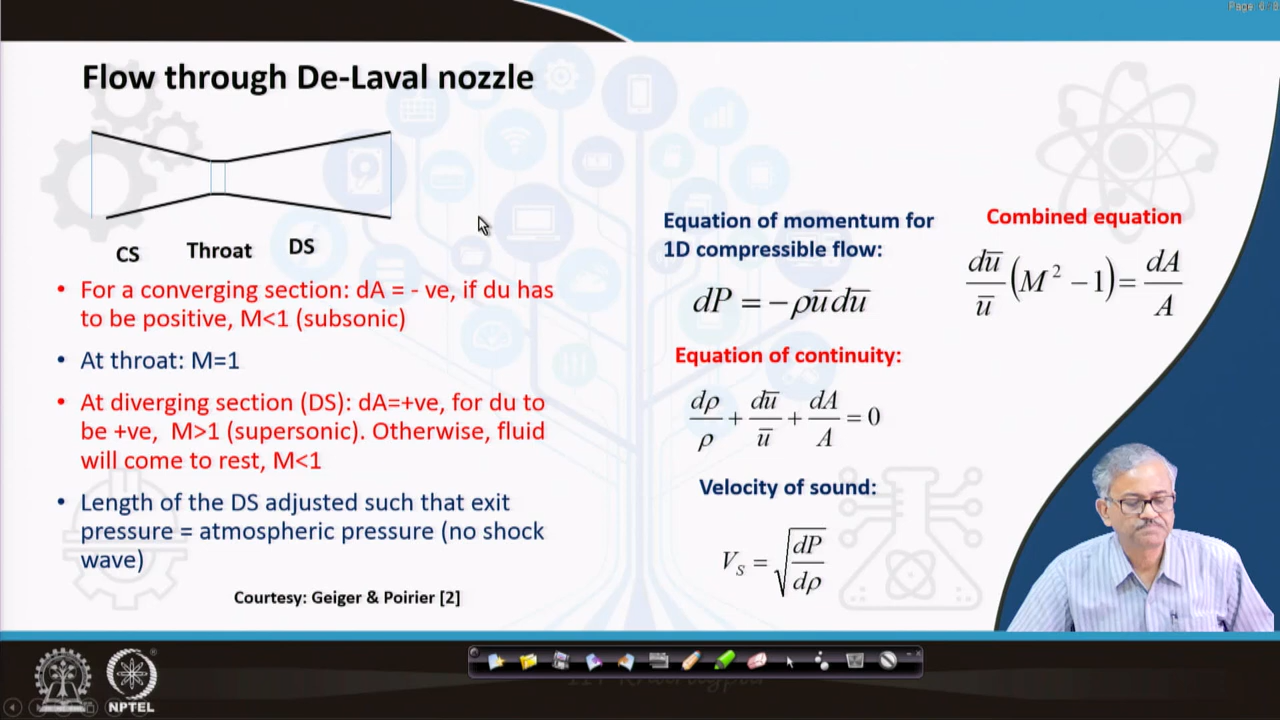 Flow through De-Laval nozzle
CS Throat DS
• For a converging section: dA = - ve, if du has
to be positive, M<1 (subsonic)
• At throat: M=1
• At diverging section (DS): dA=+ve, for du to
be +ve, M>1 (supersonic). Otherwise, fluid
will come to rest, M<1
• Length of the DS adjusted such that exit
pressure = atmospheric pressure (no shock
wave)
Courtesy: Geiger & Poirier [2]
Equation of momentum for
1D compressible flow:
dP = −ρūdū
Equation of continuity:
dρ/ρ + dū/ū + dA/A = 0
Velocity of sound:
V_S = √(dP/dρ)
Combined equation
dū/ū (M² −1) = dA/A
NPTEL